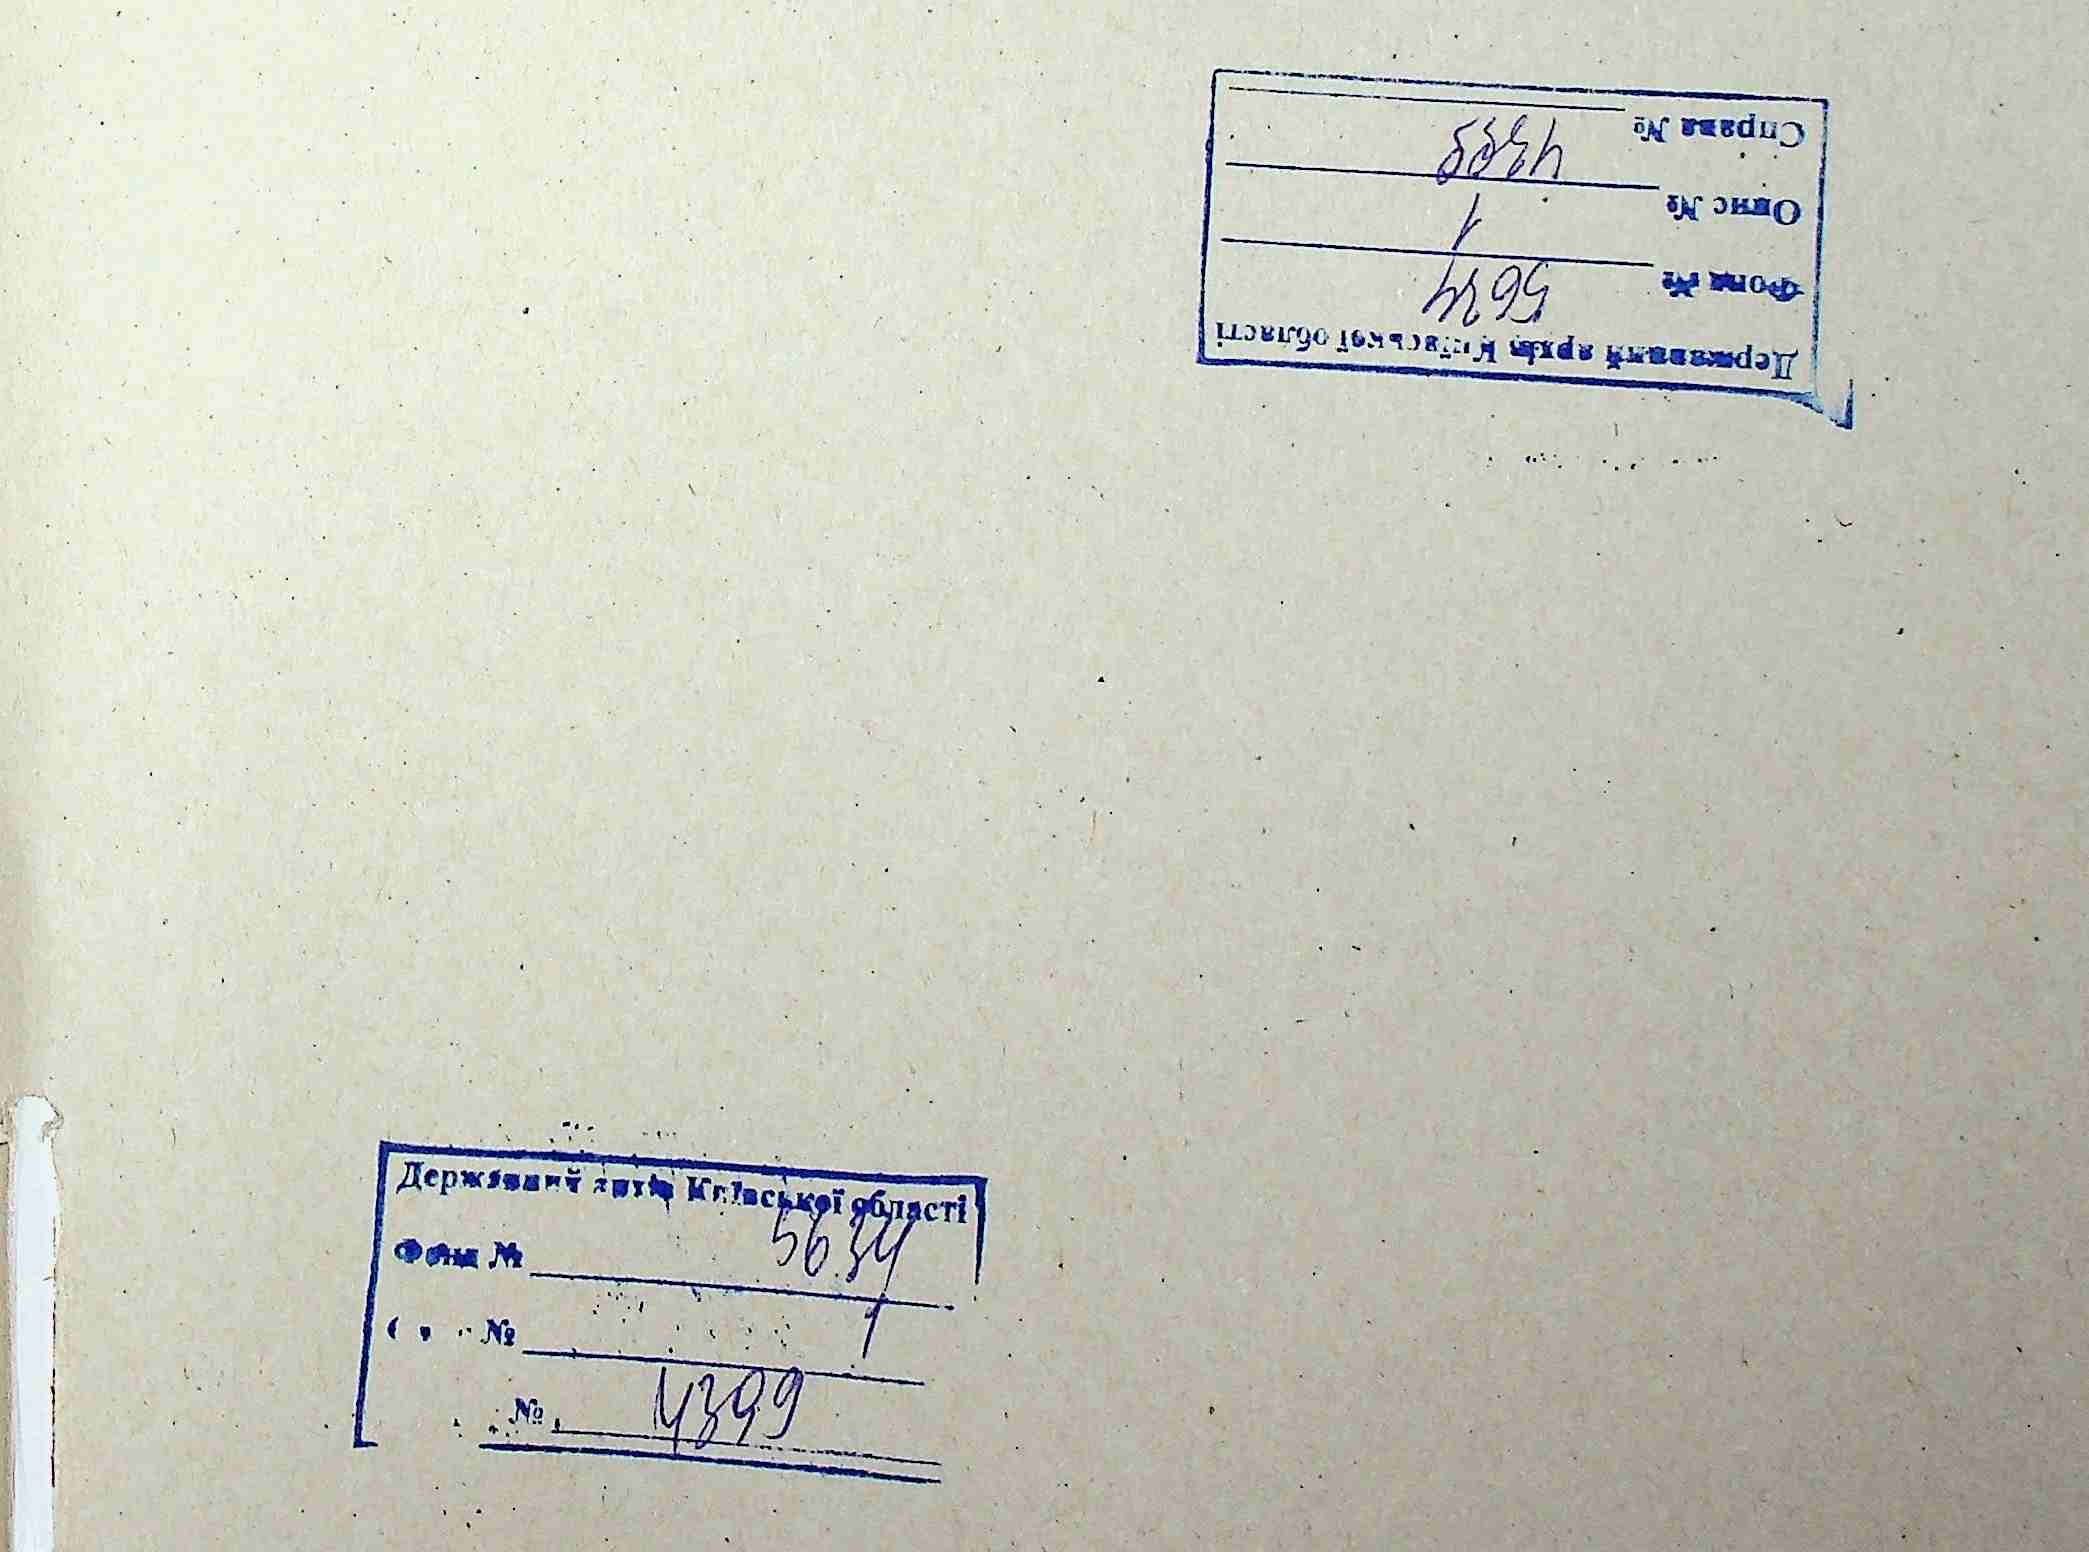 Державний архів Київської області
Фонд № 5634
Опис № 1
Справа № 4399
Державний архів Київської області
Фонд № 5634
№ 1
№ 4399